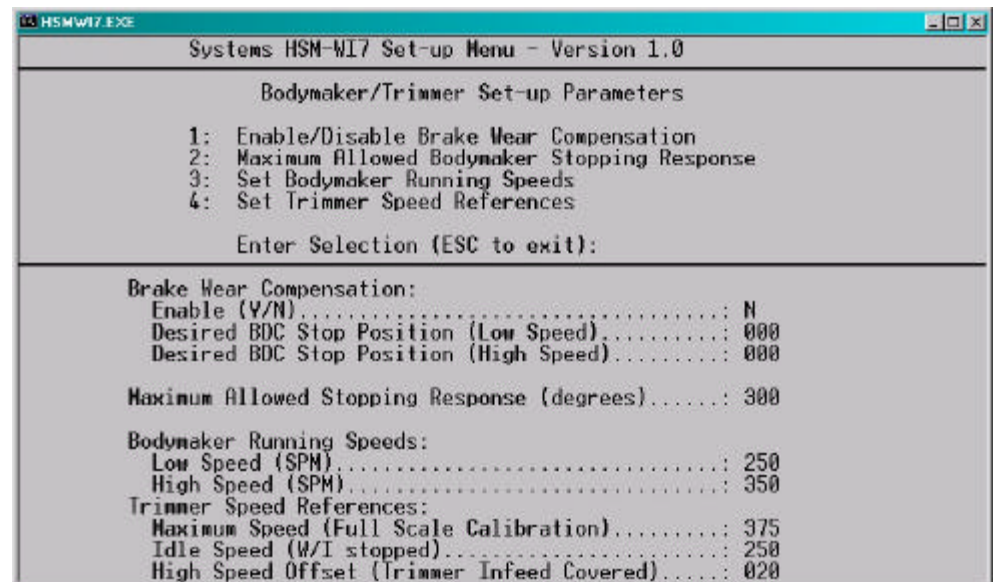 HSMWI7.EXE
Systems HSM-WI7 Set-up Menu - Version 1.0
Bodymaker/Trimmer Set-up Parameters
1: Enable/Disable Brake Wear Compensation
2: Maximum Allowed Bodymaker Stopping Response
3: Set Bodymaker Running Speeds
4: Set Trimmer Speed References
Enter Selection (ESC to exit):
Brake Wear Compensation:
Enable (Y/N)...................................: N
Desired BDC Stop Position (Low Speed)..........: 000
Desired BDC Stop Position (High Speed).........: 000
Maximum Allowed Stopping Response (degrees)......: 300
Bodymaker Running Speeds:
Low Speed (SPM)................................: 250
High Speed (SPM)...............................: 350
Trimmer Speed References:
Maximum Speed (Full Scale Calibration).........: 375
Idle Speed (W/I stopped).......................: 250
High Speed Offset (Trimmer Infeed Covered).....: 020